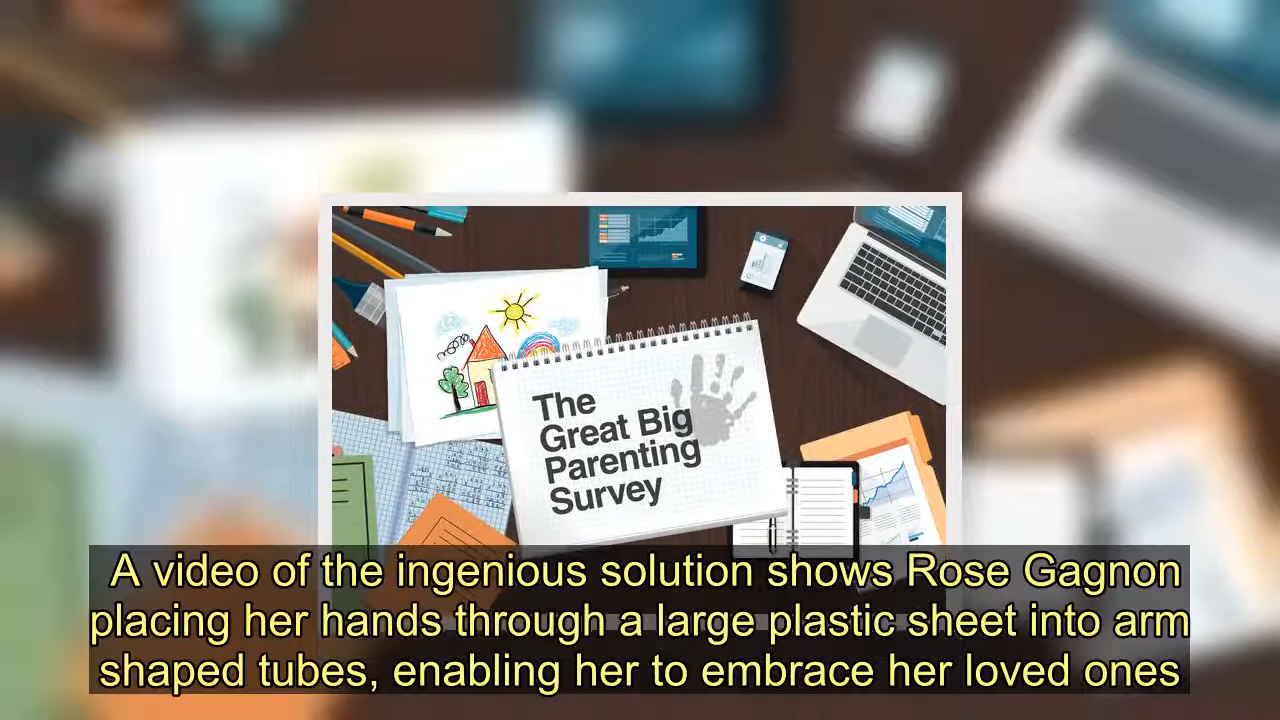 The
Great Big
Parenting
Survey
A video of the ingenious solution shows Rose Gagnon
placing her hands through a large plastic sheet into arm
shaped tubes, enabling her to embrace her loved ones